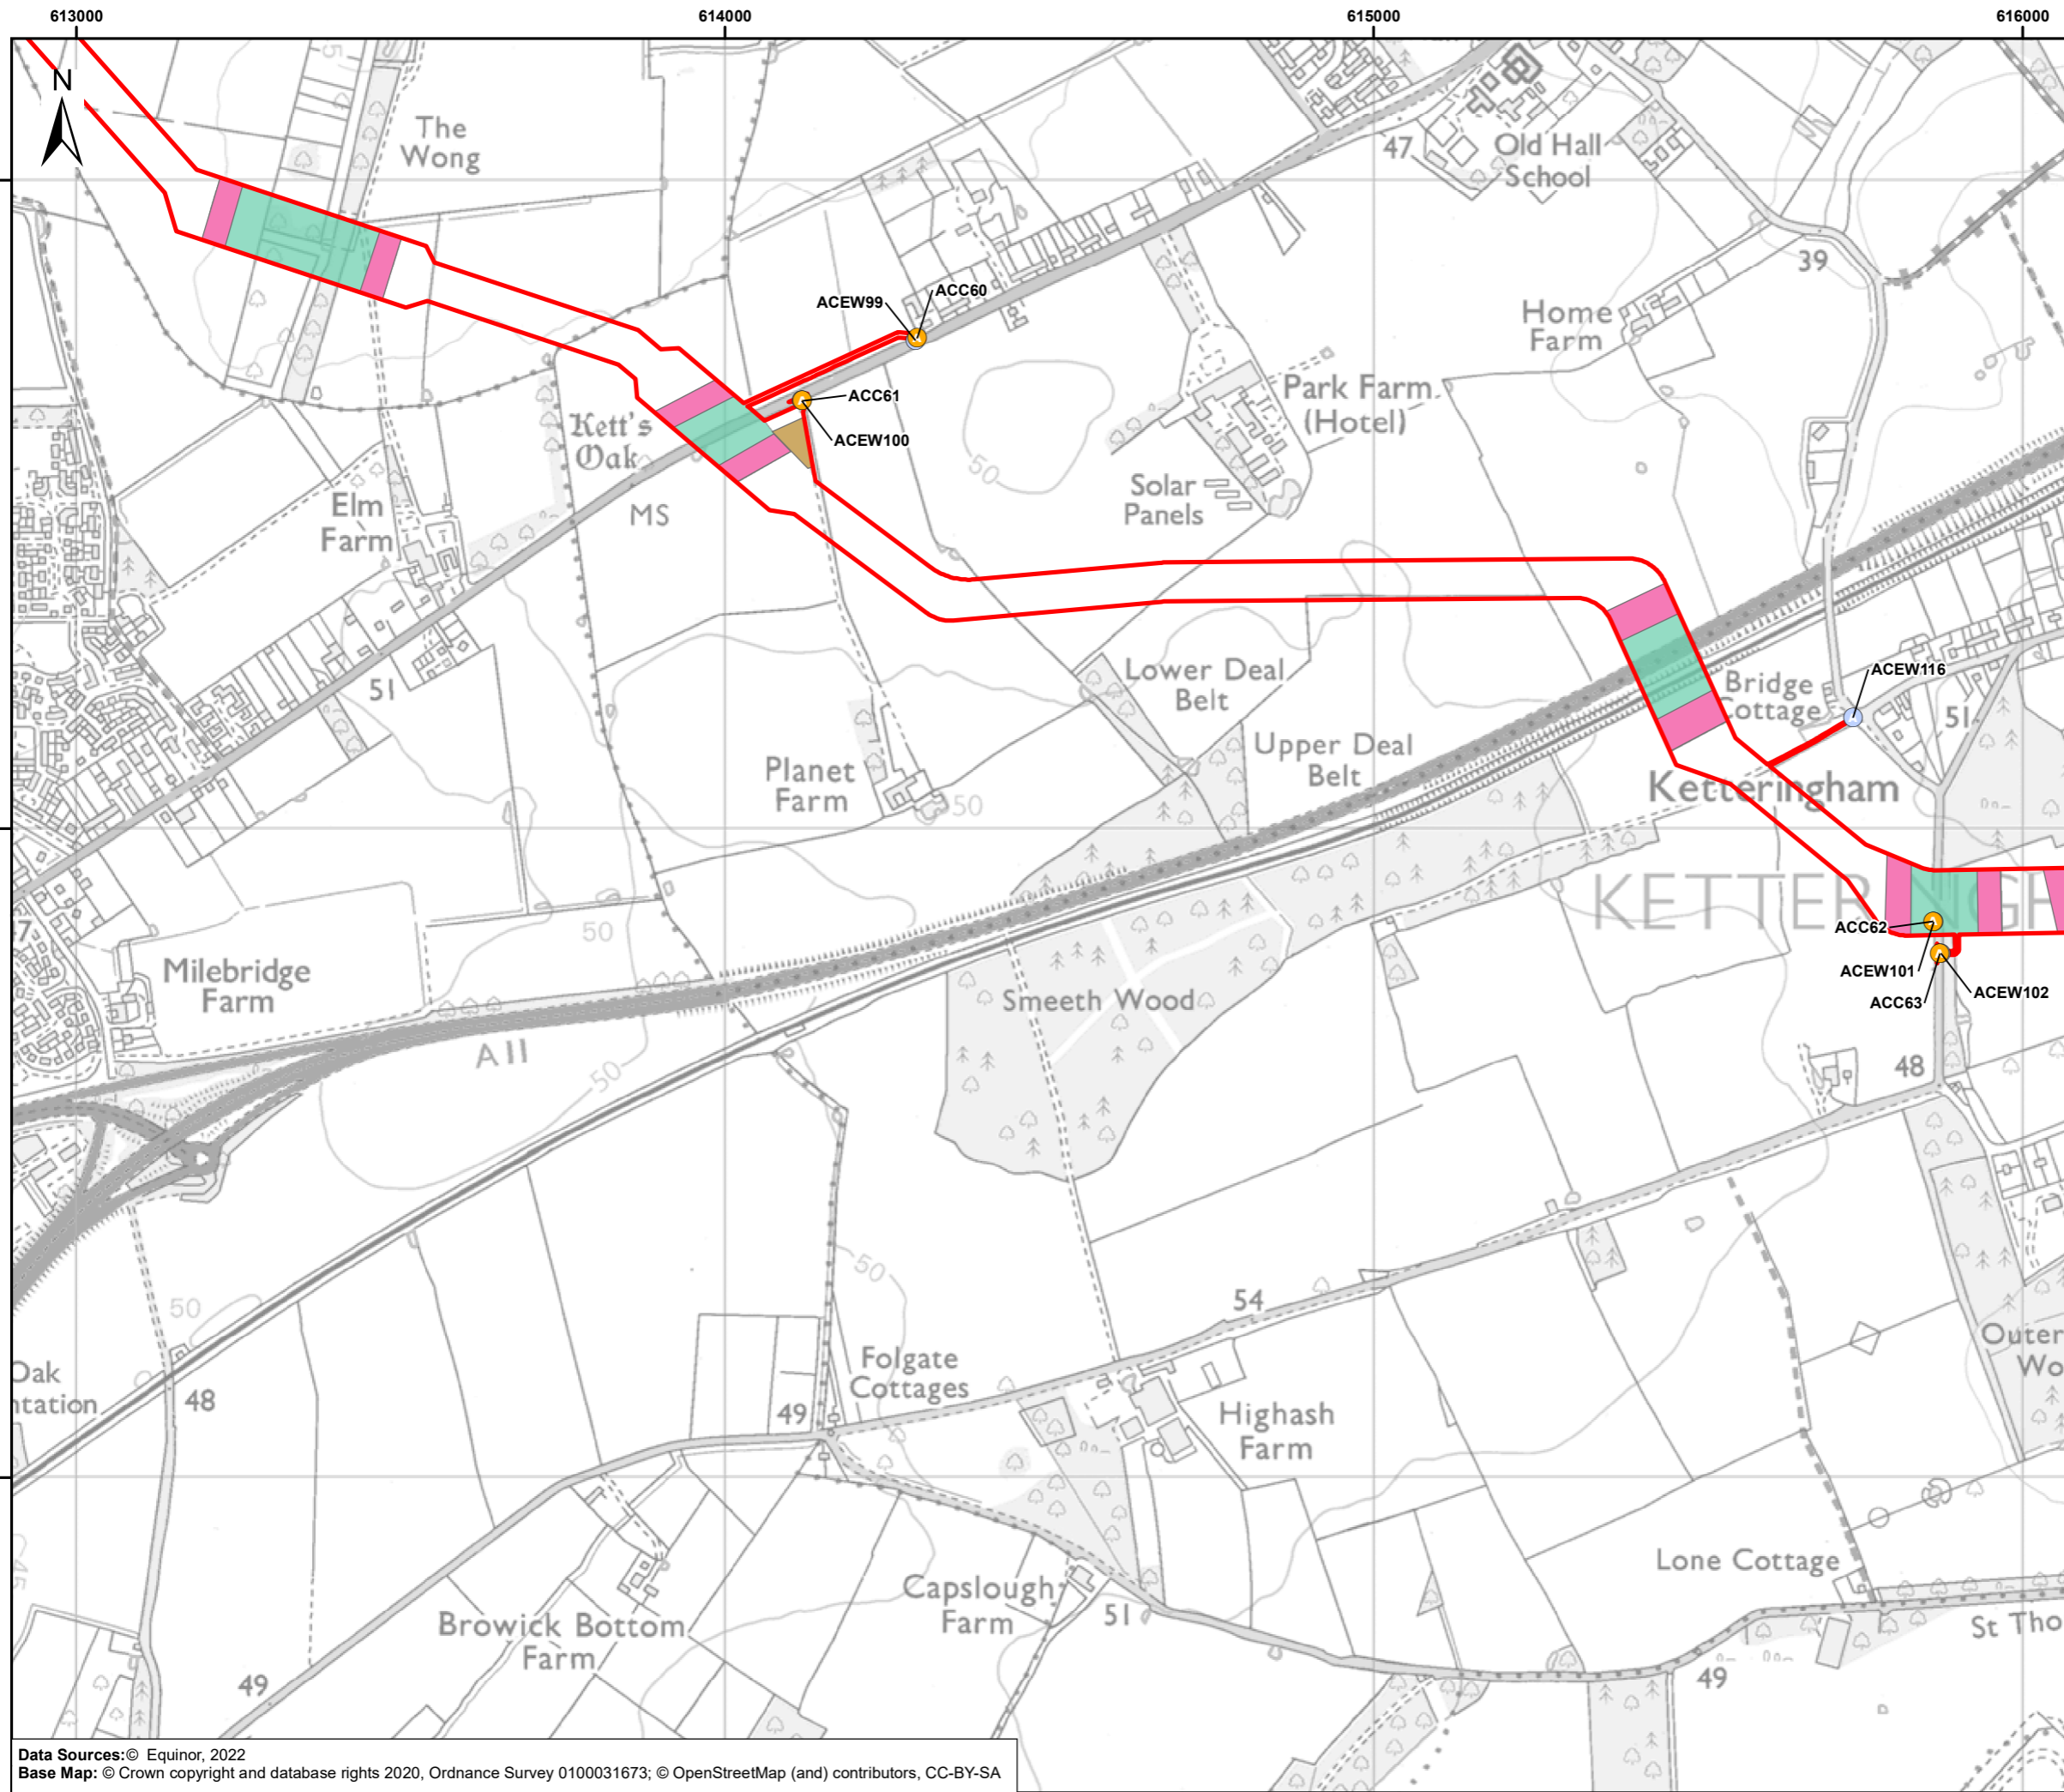 613000
614000
615000
616000
N
The
Wong
47
Old Hall
School
39
ACEW99
ACC60
Home
Farm
ACC61
ACEW100
Park Farm
(Hotel)
Kett's
Oak
50
Solar
Panels
Elm
Farm
MS
Lower Deal
Belt
ACEW116
51
Bridge
Cottage
51
Upper Deal
Belt
Planet
Farm
50
Ketteringham
KETTERINGH
50
ACC62
ACEW101
ACC63
ACEW102
Milebridge
Farm
Smeeth Wood
A11
50
48
50
54
Outer
Wo
Oak
ntation
48
Folgate
Cottages
49
Highash
Farm
45
Lone Cottage
Capslough
Farm
51
St Tho
Browick Bottom
Farm
49
49
Data Sources:© Equinor, 2022
Base Map: © Crown copyright and database rights 2020, Ordnance Survey 0100031673; © OpenStreetMap (and) contributors, CC-BY-SA